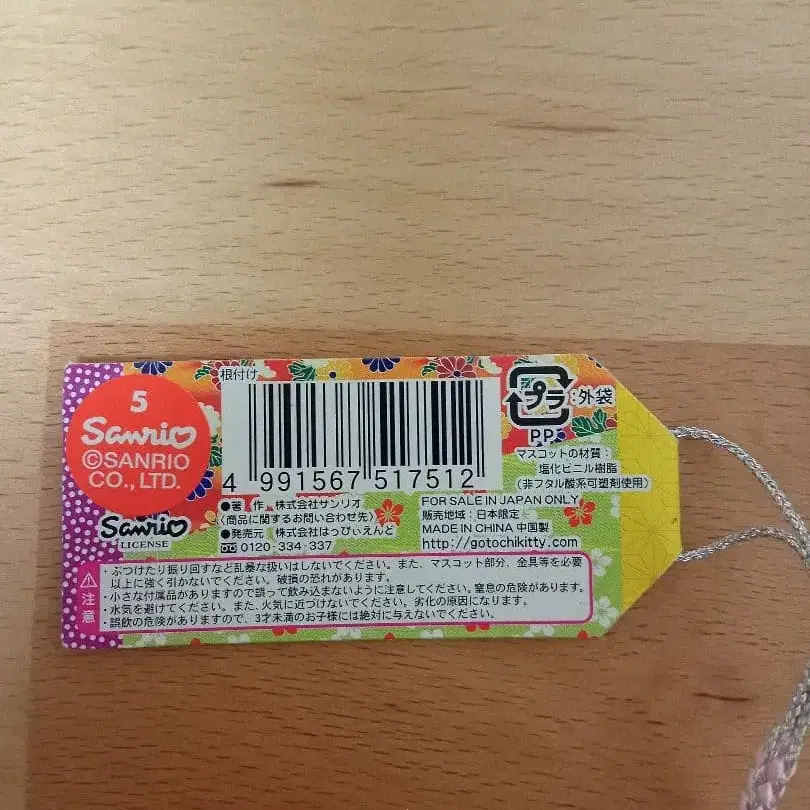 5
Sanrio
©SANRIO
CO., LTD.
Sanrio
LICENSE
根付け
4 991567 517512
プラ
:外袋
PP
マスコットの材質:
塩化ビニル樹脂
(非フタル酸系可塑剤使用)
●著 作 株式会社サンリオ
〈商品に関するお問い合わせ先〉
●発売元 株式会社はっぴぃえんど
0120-334-337
FOR SALE IN JAPAN ONLY
販売地域:日本限定
MADE IN CHINA 中国製
http://gotochikitty.com
注意
・ぶつけたり振り回すなど乱暴な扱いはしないでください。また、マスコット部分、金具等を必要
以上に強く引かないでください。破損の恐れがあります。
・小さな付属品がありますので誤って飲み込まないように注意してください。窒息の危険があります。
・水気を避けてください。また、火気に近づけないでください。劣化の原因になります。
・誤飲の危険がありますので、3才未満のお子様には絶対に与えないでください。